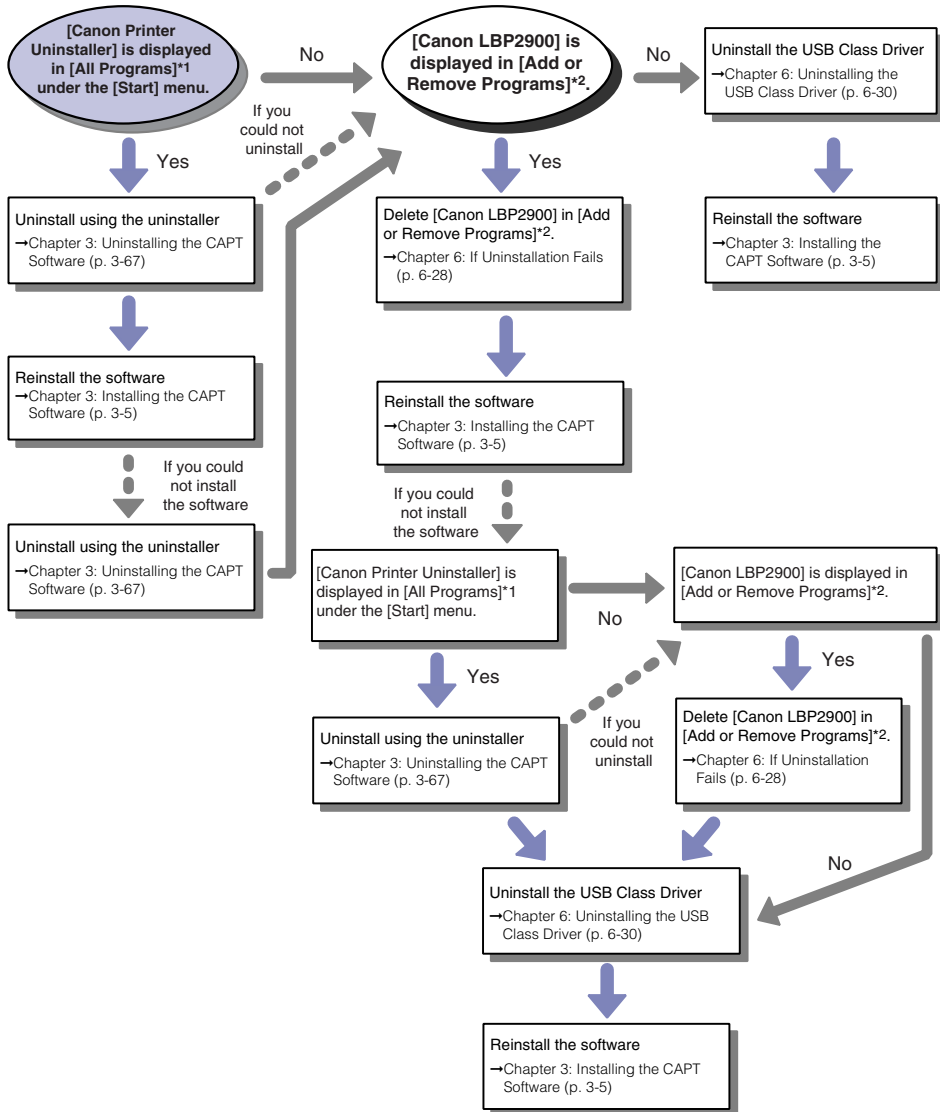 [Canon Printer
Uninstaller] is displayed
in [All Programs]*1
under the [Start] menu.
No
[Canon LBP2900] is
displayed in [Add or
Remove Programs]*2.
No
Uninstall the USB Class Driver
→Chapter 6: Uninstalling the
USB Class Driver (p. 6-30)
If you
could not
uninstall
Yes
Yes
Uninstall using the uninstaller
→Chapter 3: Uninstalling the CAPT
Software (p. 3-67)
Delete [Canon LBP2900] in [Add
or Remove Programs]*2.
→Chapter 6: If Uninstallation Fails
(p. 6-28)
Reinstall the software
→Chapter 3: Installing the
CAPT Software (p. 3-5)
Reinstall the software
→Chapter 3: Installing the CAPT
Software (p. 3-5)
Reinstall the software
→Chapter 3: Installing the CAPT
Software (p. 3-5)
If you could
not install
the software
If you could
not install
the software
Uninstall using the uninstaller
→Chapter 3: Uninstalling the CAPT
Software (p. 3-67)
[Canon Printer Uninstaller] is
displayed in [All Programs]*1
under the [Start] menu.
No
[Canon LBP2900] is displayed in
[Add or Remove Programs]*2.
Yes
Yes
Uninstall using the uninstaller
→Chapter 3: Uninstalling the CAPT
Software (p. 3-67)
If you
could not
uninstall
Delete [Canon LBP2900] in
[Add or Remove Programs]*2.
→Chapter 6: If Uninstallation
Fails (p. 6-28)
No
Uninstall the USB Class Driver
→Chapter 6: Uninstalling the USB
Class Driver (p. 6-30)
Reinstall the software
→Chapter 3: Installing the CAPT
Software (p. 3-5)